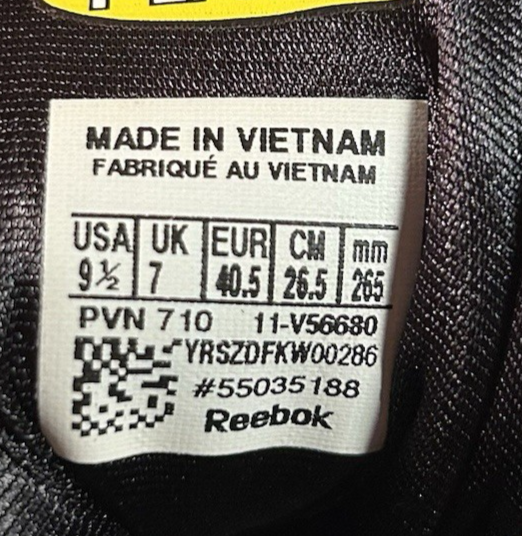 MADE IN VIETNAM
FABRIQUÉ AU VIETNAM
USA UK EUR CM mm
9½ 7 40.5 26.5 265
PVN 710 11-V56680
YRSZDFKW00286
#55035188
Reebok